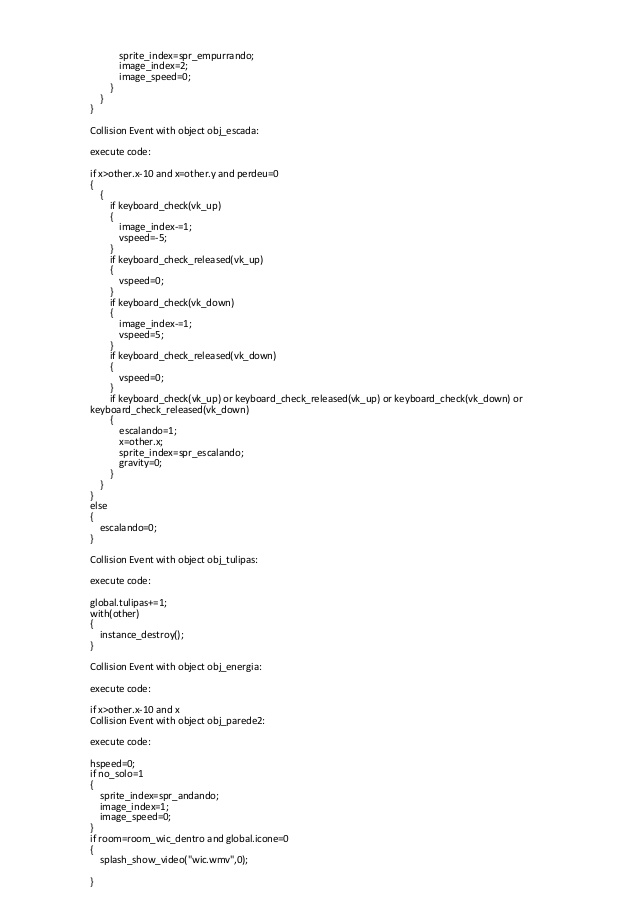 sprite_index=spr_empurrando;
image_index=2;
image_speed=0;
}
}
}
Collision Event with object obj_escada:
execute code:
if x>other.x-10 and x=other.y and perdeu=0
{
{
if keyboard_check(vk_up)
{
image_index-=1;
vspeed=-5;
}
if keyboard_check_released(vk_up)
{
vspeed=0;
}
if keyboard_check(vk_down)
{
image_index-=1;
vspeed=5;
}
if keyboard_check_released(vk_down)
{
vspeed=0;
}
if keyboard_check(vk_up) or keyboard_check_released(vk_up) or keyboard_check(vk_down) or
keyboard_check_released(vk_down)
{
escalando=1;
x=other.x;
sprite_index=spr_escalando;
gravity=0;
}
}
}
else
{
escalando=0;
}
Collision Event with object obj_tulipas:
execute code:
global.tulipas+=1;
with(other)
{
instance_destroy();
}
Collision Event with object obj_energia:
execute code:
if x>other.x-10 and x
Collision Event with object obj_parede2:
execute code:
hspeed=0;
if no_solo=1
{
sprite_index=spr_andando;
image_index=1;
image_speed=0;
}
if room=room_wic_dentro and global.icone=0
{
splash_show_video("wic.wmv",0);
}